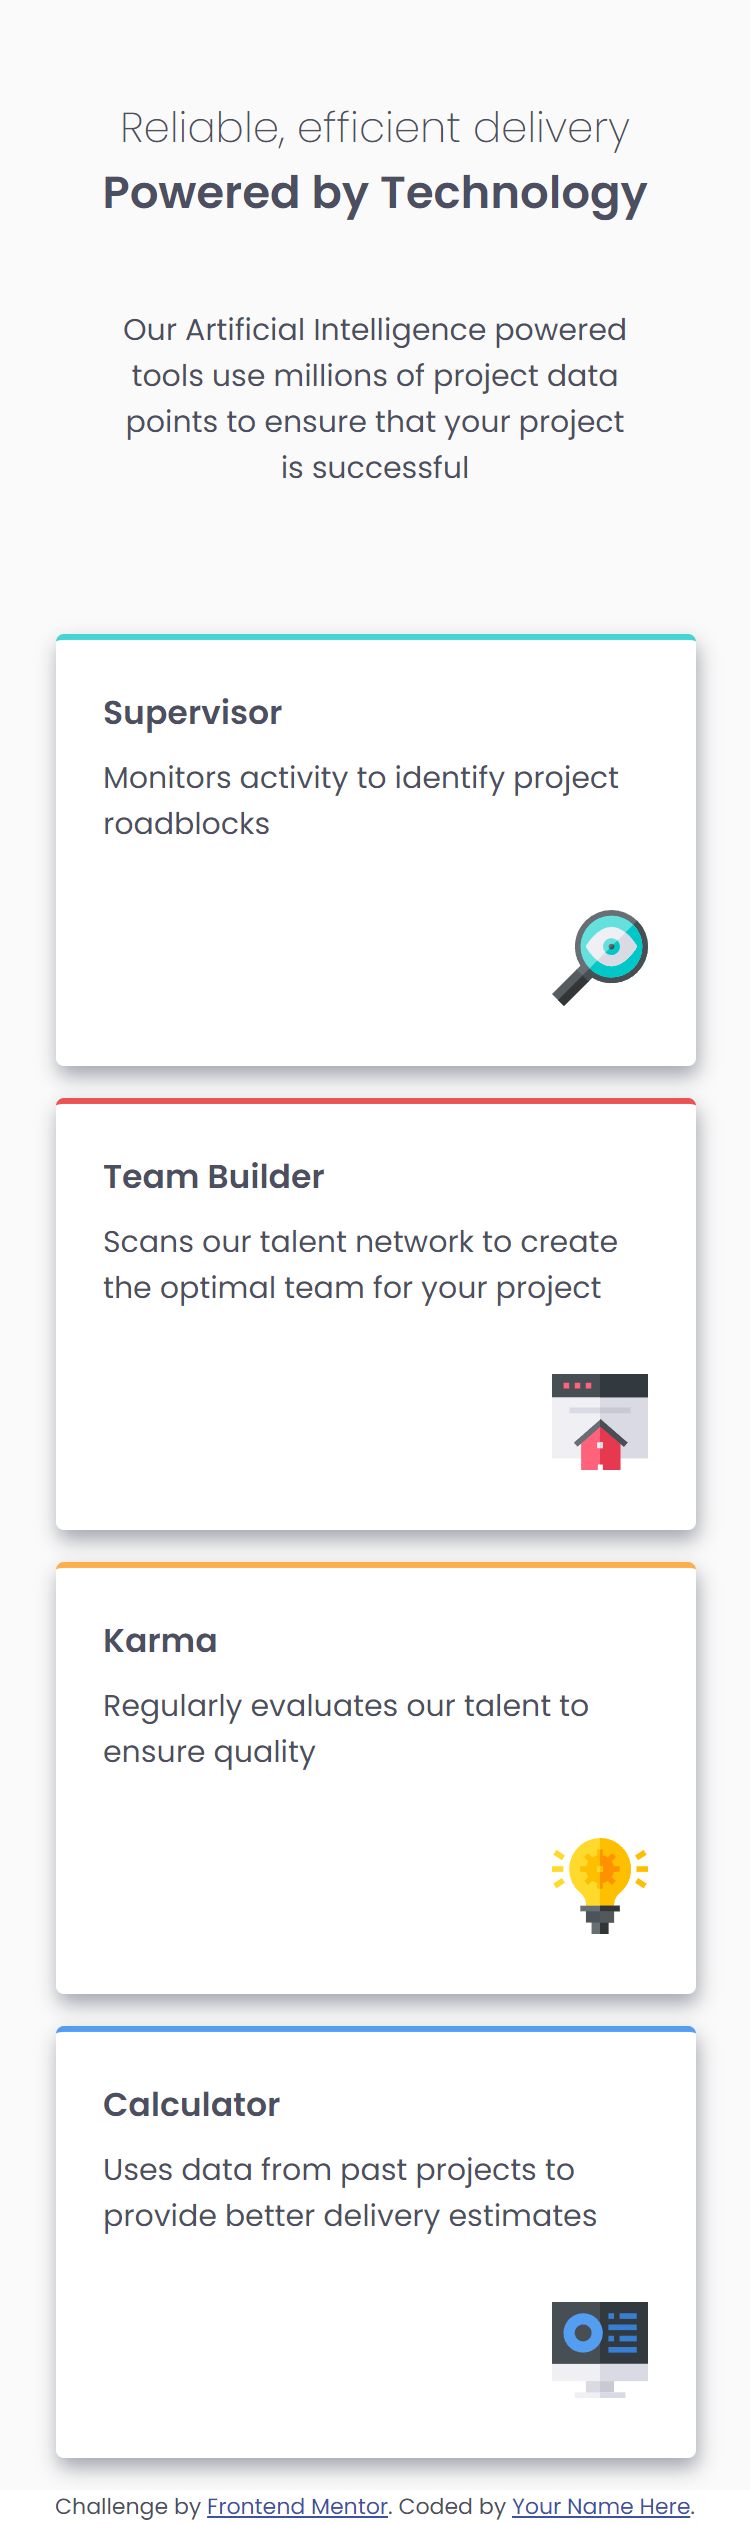 Reliable, efficient delivery
Powered by Technology
Our Artificial Intelligence powered
tools use millions of project data
points to ensure that your project
is successful
Supervisor
Monitors activity to identify project
roadblocks
Team Builder
Scans our talent network to create
the optimal team for your project
Karma
Regularly evaluates our talent to
ensure quality
Calculator
Uses data from past projects to
provide better delivery estimates
Challenge by Frontend Mentor. Coded by Your Name Here.